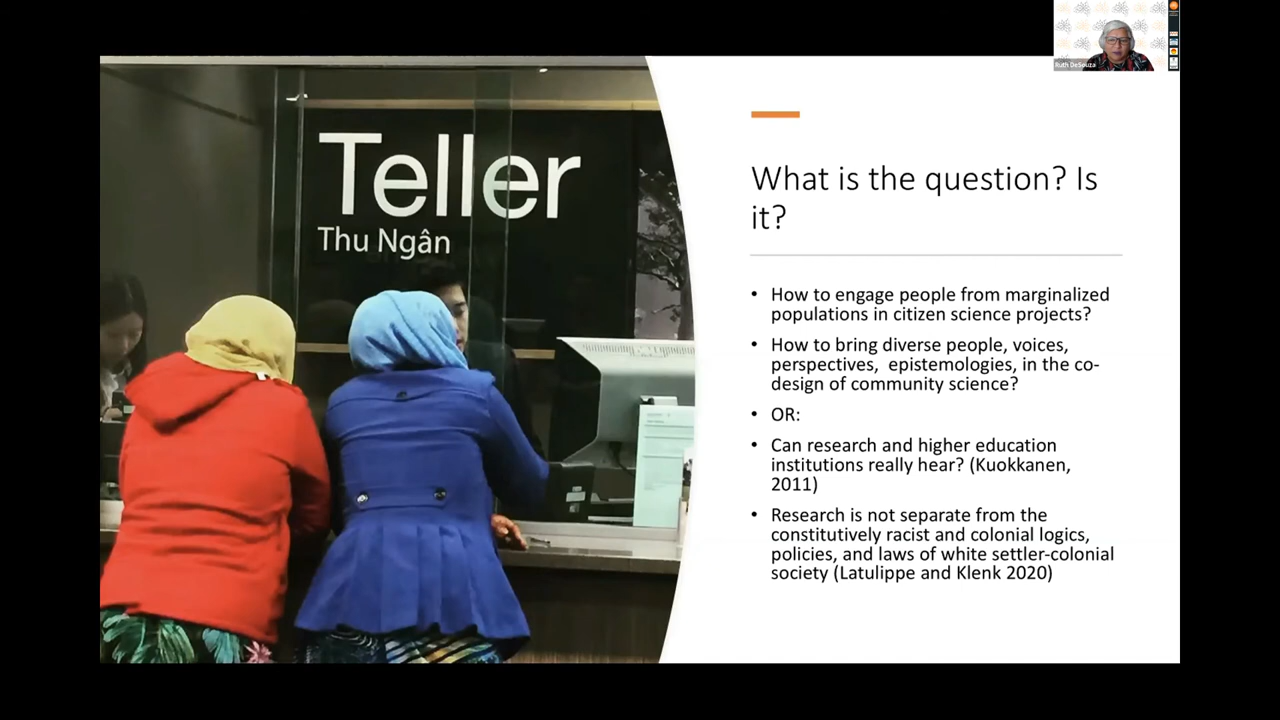 Ruth DeSouza
Teller
Thu Ngân
What is the question? Is
it?
• How to engage people from marginalized
populations in citizen science projects?
• How to bring diverse people, voices,
perspectives,  epistemologies, in the co-
design of community science?
• OR:
• Can research and higher education
institutions really hear? (Kuokkanen,
2011)
• Research is not separate from the
constitutively racist and colonial logics,
policies, and laws of white settler-colonial
society (Latulippe and Klenk 2020)